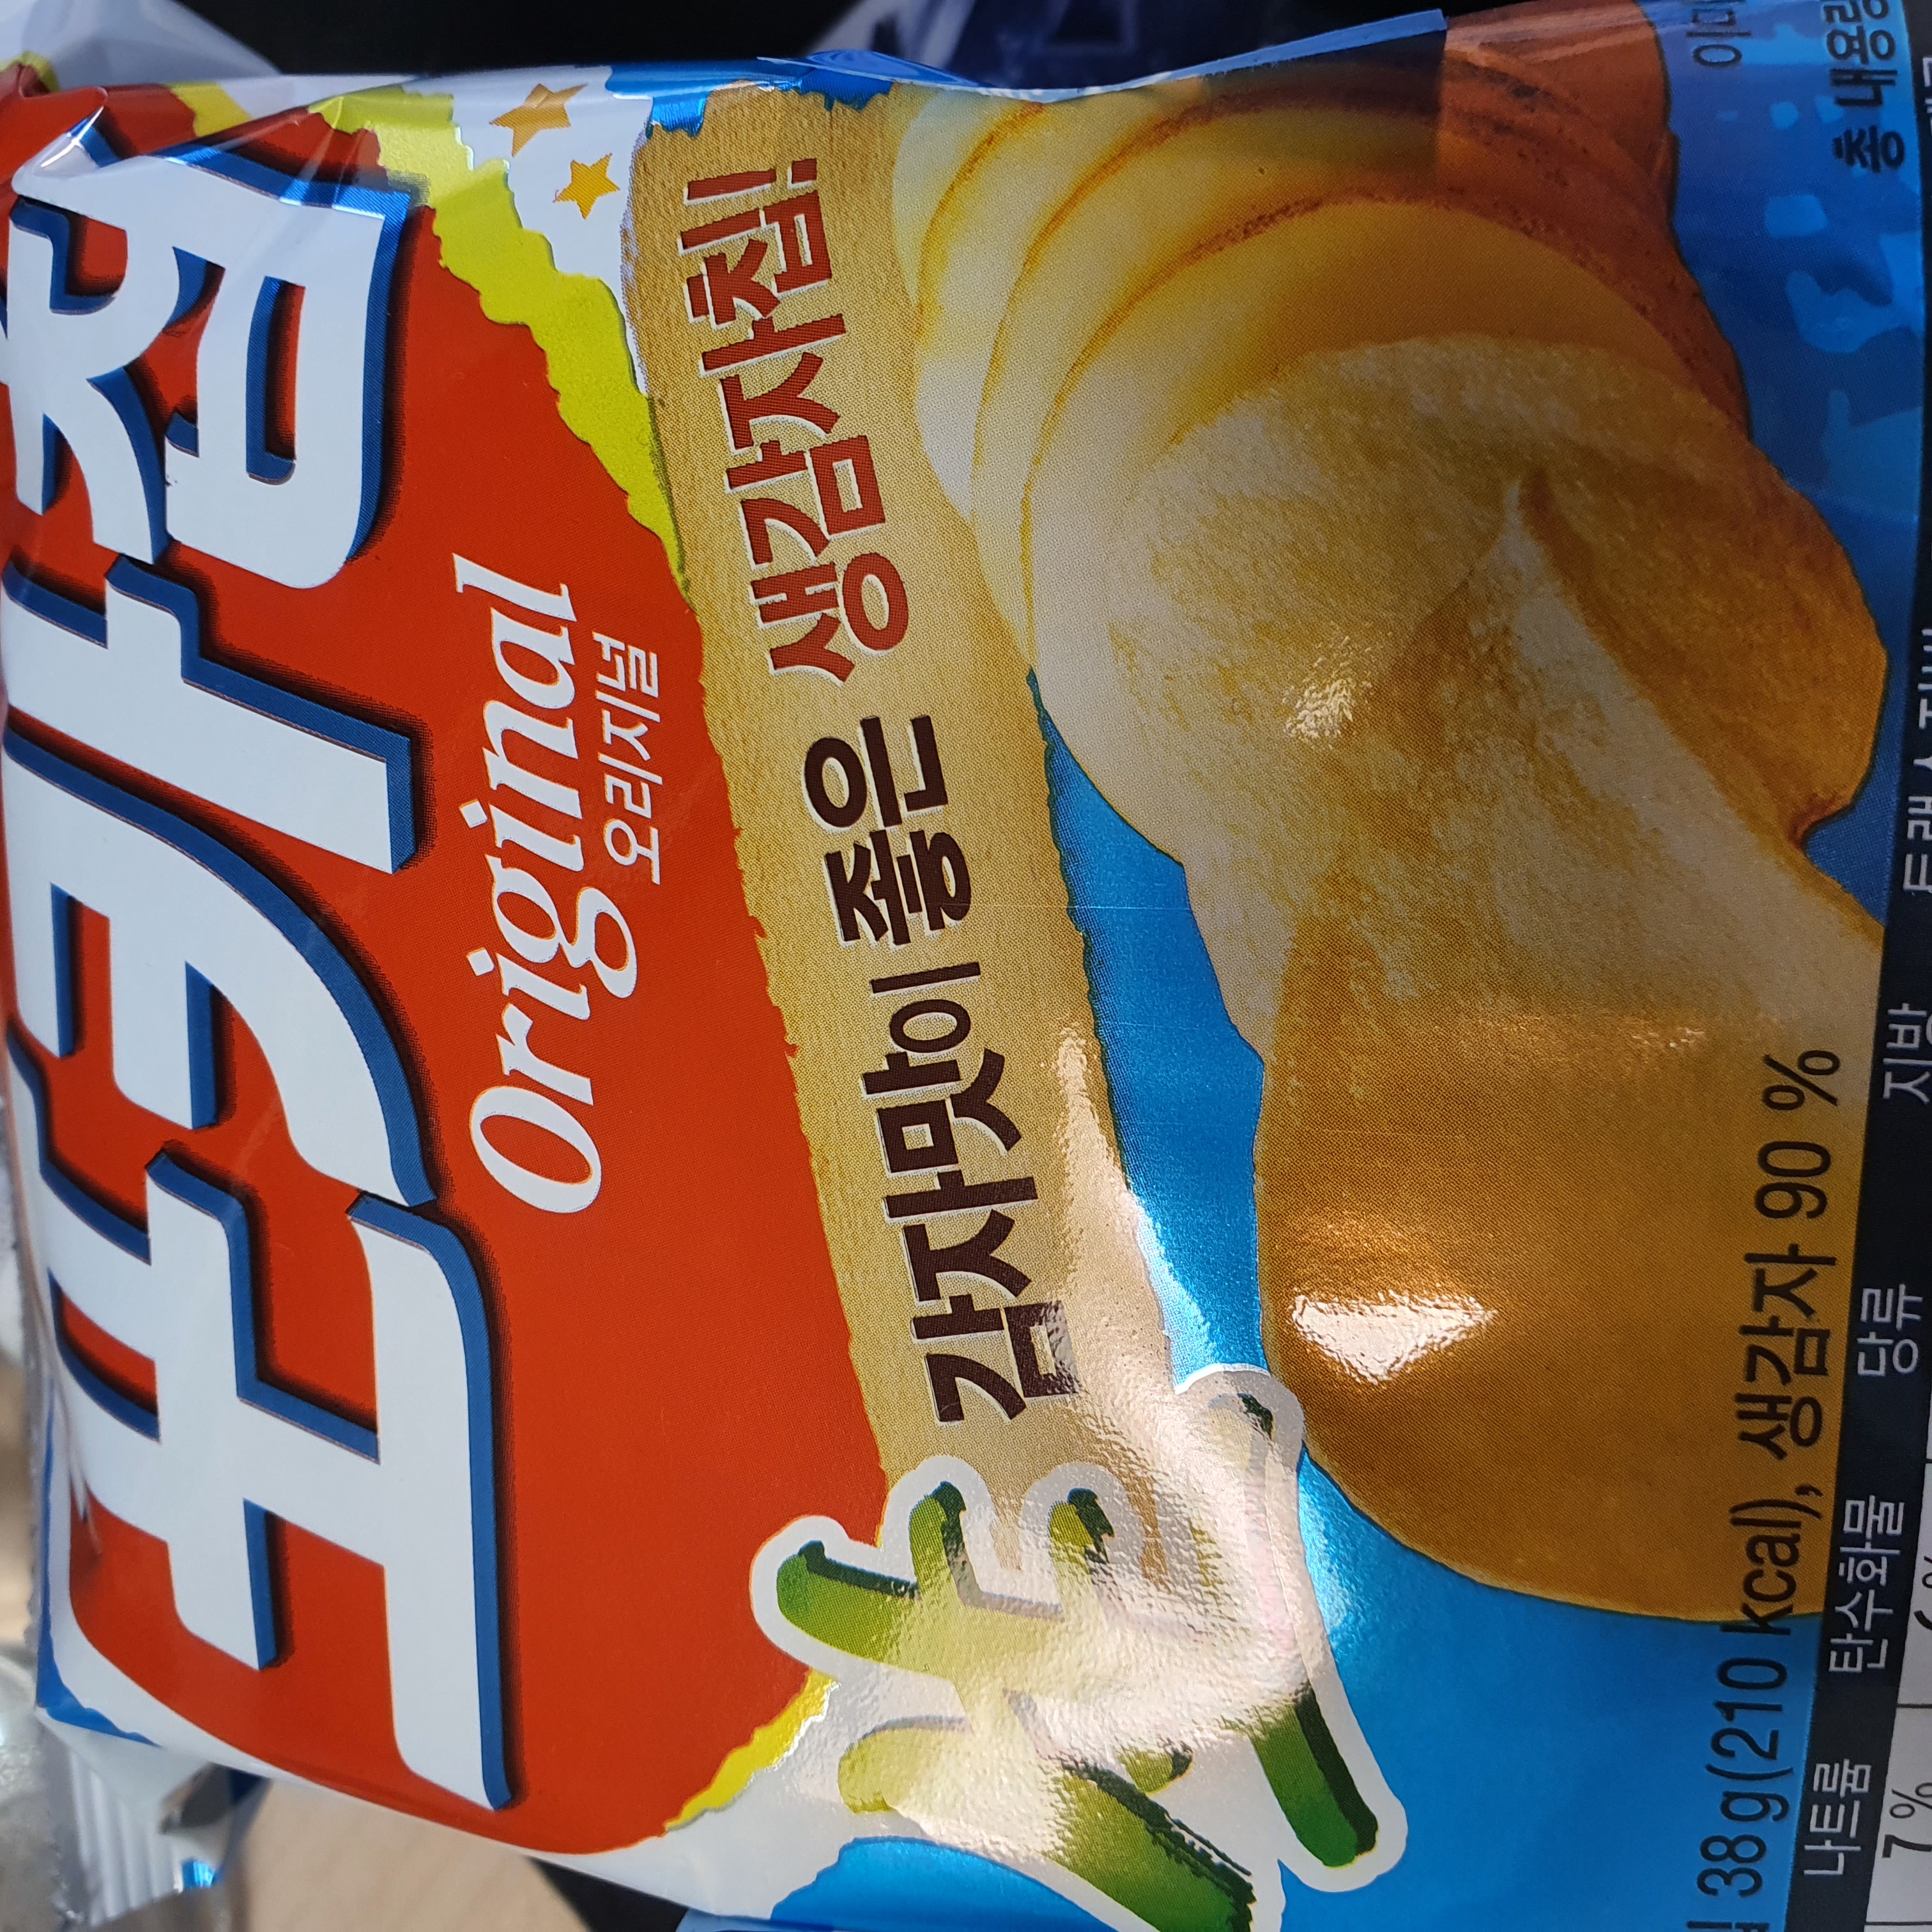 포카칩
Original
오리지널
생
감자맛이 좋은 생감자칩!
38g(210 kcal), 생감자 90 %
총 내용량
나트륨 탄수화물 당류 지방
7%